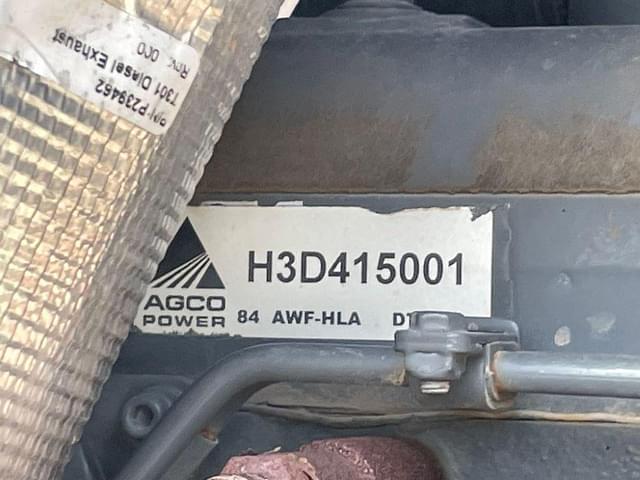 P/N P239462
7301 Diesel Exhaust
Rev. 000
H3D415001
AGCO
POWER
84 AWF-HLA